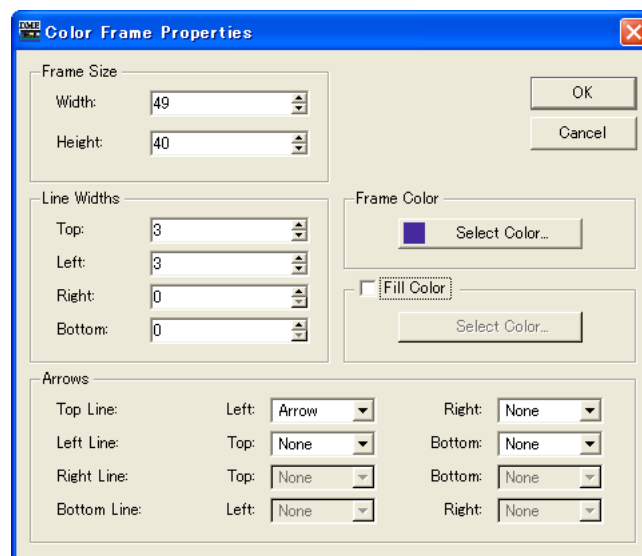 DME
Color Frame Properties
Frame Size
Width: 49
Height: 40
OK
Cancel
Line Widths
Top: 3
Left: 3
Right: 0
Bottom: 0
Frame Color
Select Color...
Fill Color
Select Color...
Arrows
Top Line: Left: Arrow Right: None
Left Line: Top: None Bottom: None
Right Line: Top: None Bottom: None
Bottom Line: Left: None Right: None